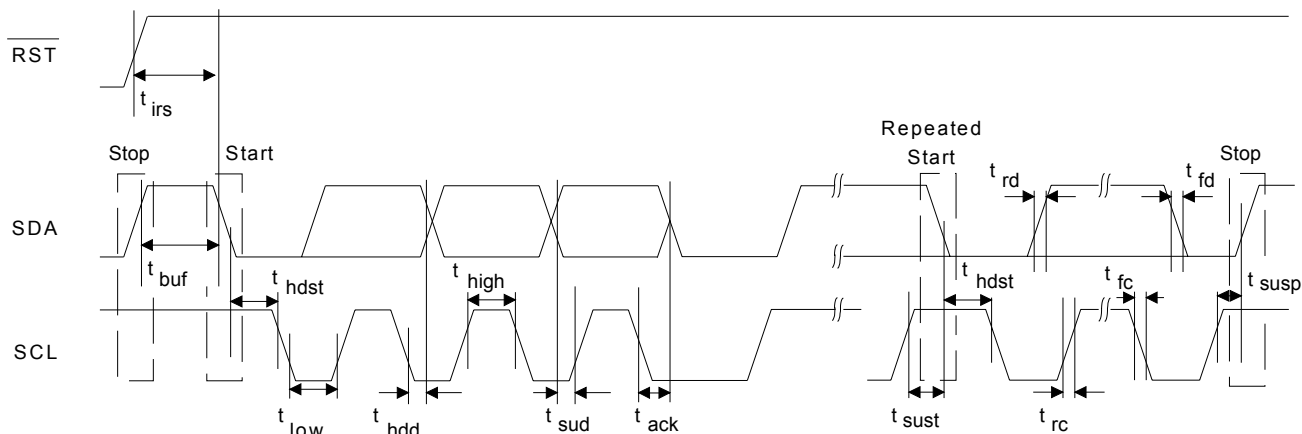 RST
t irs
Repeated
Stop Start Start Stop
t rd t fd
SDA
t buf t hdst t high t hdst t fc t susp
SCL
t low t hdd t sud t ack t sust t rc